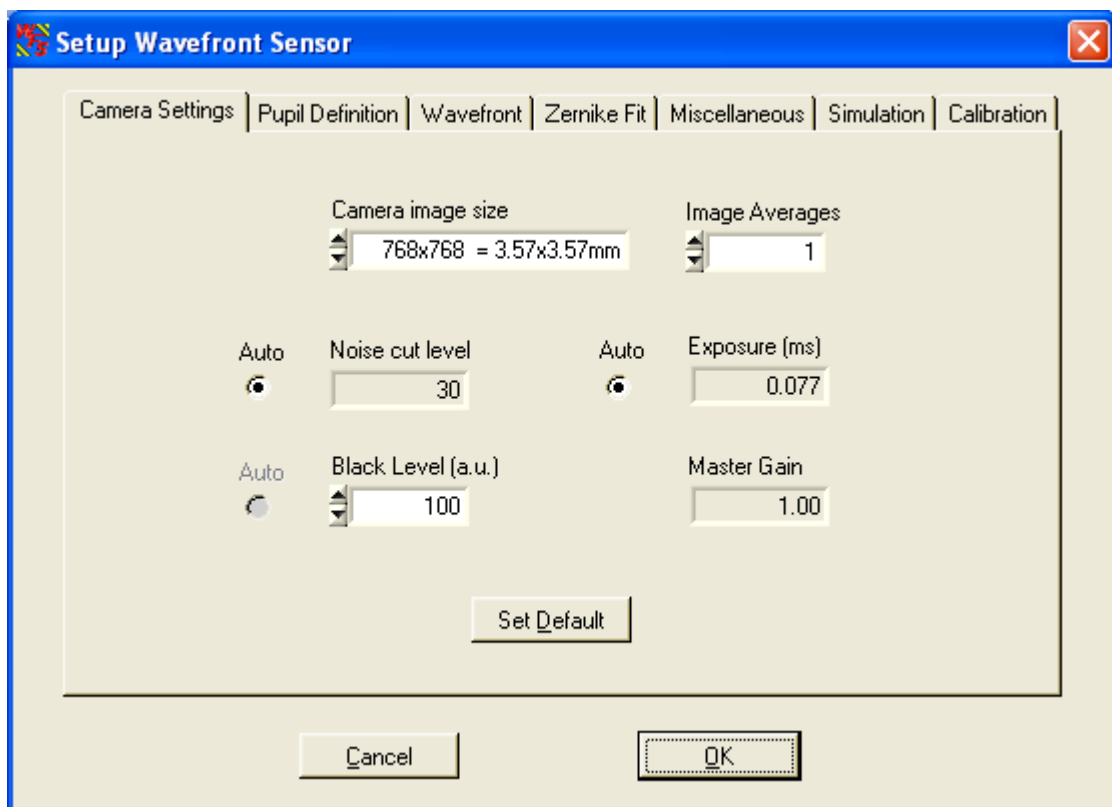 Setup Wavefront Sensor
Camera Settings Pupil Definition Wavefront Zernike Fit Miscellaneous Simulation Calibration
Camera image size Image Averages
768x768 = 3.57x3.57mm 1
Auto Noise cut level Auto Exposure (ms)
30 0.077
Auto Black Level (a.u.) Master Gain
100 1.00
Set Default
Cancel OK